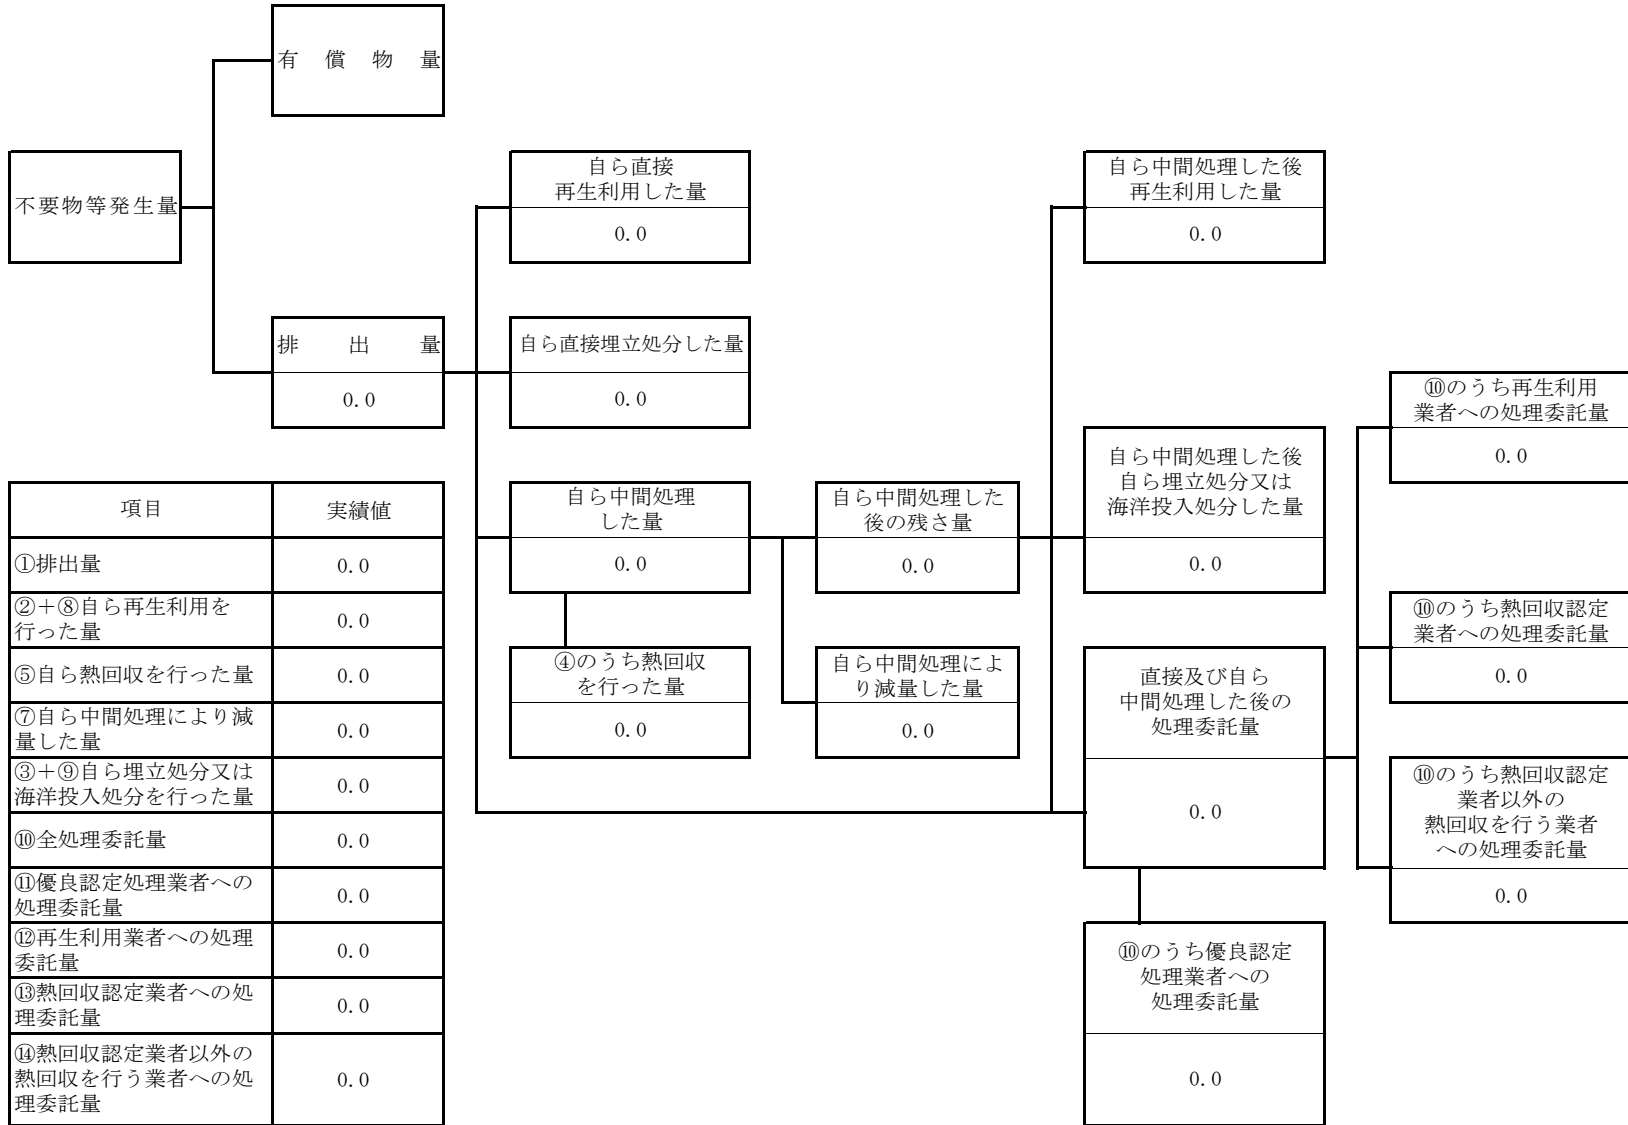 有償物量
不要物等発生量
自ら直接
再生利用した量
0.0
自ら中間処理した後
再生利用した量
0.0
排出量
0.0
自ら直接埋立処分した量
0.0
⑩のうち再生利用
業者への処理委託量
0.0
自ら中間処理した後
自ら埋立処分又は
海洋投入処分した量
0.0
自ら中間処理
した量
0.0
自ら中間処理した
後の残さ量
0.0
⑩のうち熱回収認定
業者への処理委託量
0.0
④のうち熱回収
を行った量
0.0
自ら中間処理によ
り減量した量
0.0
直接及び自ら
中間処理した後の
処理委託量
0.0
⑩のうち熱回収認定
業者以外の
熱回収を行う業者
への処理委託量
0.0
⑩のうち優良認定
処理業者への
処理委託量
0.0
項目 実績値
①排出量 0.0
②+⑧自ら再生利用を
行った量 0.0
⑤自ら熱回収を行った量 0.0
⑦自ら中間処理により減
量した量 0.0
③+⑨自ら埋立処分又は
海洋投入処分を行った量 0.0
⑩全処理委託量 0.0
⑪優良認定処理業者への
処理委託量 0.0
⑫再生利用業者への処理
委託量 0.0
⑬熱回収認定業者への処
理委託量 0.0
⑭熱回収認定業者以外の
熱回収を行う業者への処 0.0
理委託量